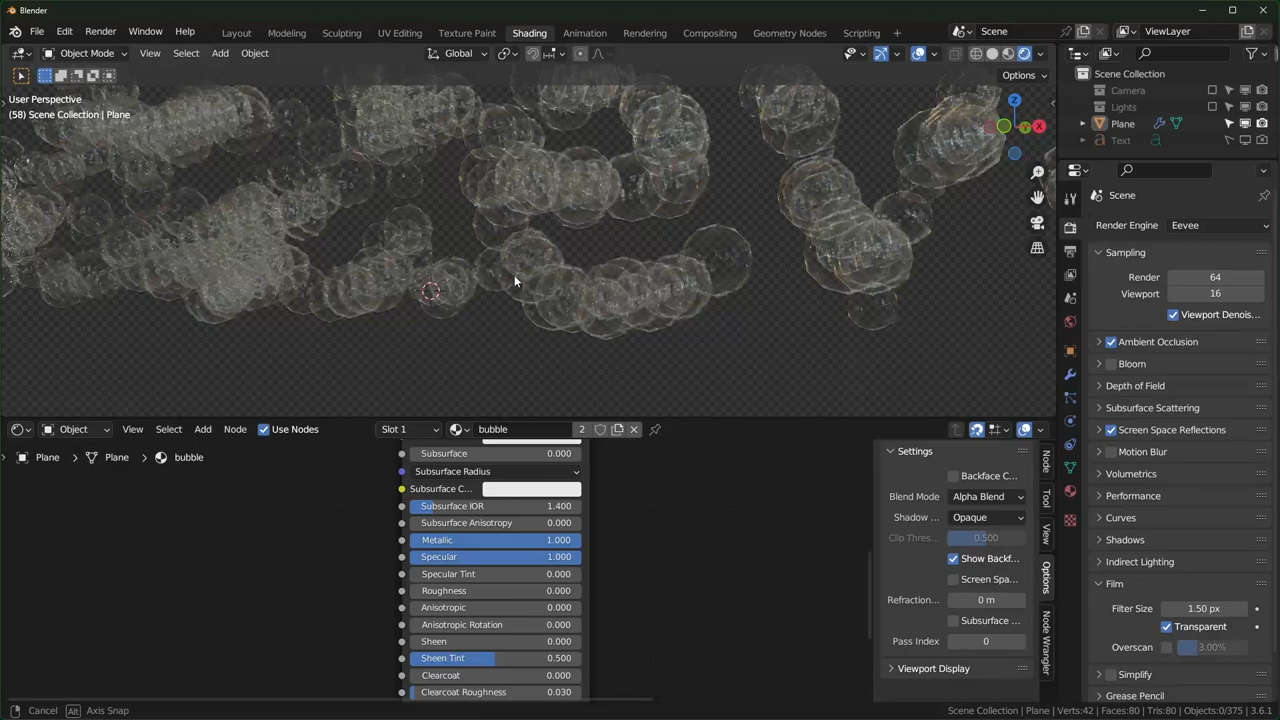 Blender
File Edit Render Window Help Layout Modeling Sculpting UV Editing Texture Paint Shading Animation Rendering Compositing Geometry Nodes Scripting + Scene ViewLayer
Object Mode View Select Add Object Global
Options
User Perspective
(58) Scene Collection | Plane
Z
X
Y
Scene Collection
Camera
Lights
Plane
Text
Scene
Render Engine Eevee
Sampling
Render 64
Viewport 16
Viewport Denois...
Ambient Occlusion
Bloom
Depth of Field
Subsurface Scattering
Screen Space Reflections
Motion Blur
Volumetrics
Performance
Curves
Shadows
Indirect Lighting
Film
Filter Size 1.50 px
Transparent
Overscan 3.00%
Simplify
Grease Pencil
Object View Select Add Node Use Nodes Slot 1 bubble 2
Plane > Plane > bubble
Subsurface 0.000
Subsurface Radius
Subsurface C...
Subsurface IOR 1.400
Subsurface Anisotropy 0.000
Metallic 1.000
Specular 1.000
Specular Tint 0.000
Roughness 0.000
Anisotropic 0.000
Anisotropic Rotation 0.000
Sheen 0.000
Sheen Tint 0.500
Clearcoat 0.000
Clearcoat Roughness 0.030
Settings
Backface C...
Blend Mode Alpha Blend
Shadow ... Opaque
Clip Thres... 0.500
Show Backf...
Screen Spa...
Refraction... 0 m
Subsurface ...
Pass Index 0
Viewport Display
Node
Tool
View
Options
Node Wrangler
Cancel Alt Axis Snap
Scene Collection | Plane | Verts:42 | Faces:80 | Tris:80 | Objects:0/375 | 3.6.1